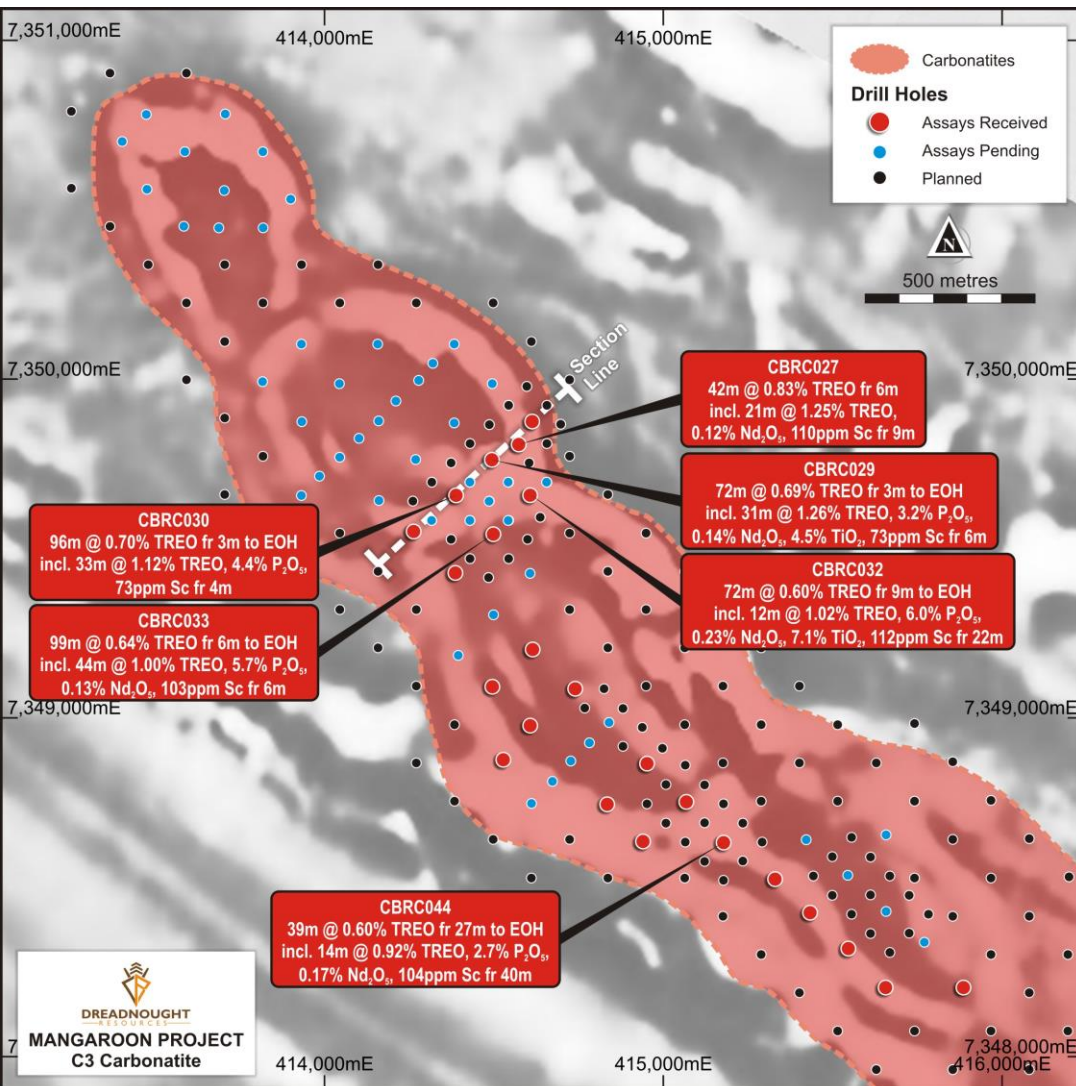 7,351,000mE
414,000mE
415,000mE
Carbonatites
Drill Holes
Assays Received
Assays Pending
Planned
N
500 metres
Section
Line
7,350,000mE
7,350,000mE
CBRC027
42m @ 0.83% TREO fr 6m
incl. 21m @ 1.25% TREO,
0.12% Nd₂O₅, 110ppm Sc fr 9m
CBRC029
72m @ 0.69% TREO fr 3m to EOH
incl. 31m @ 1.26% TREO, 3.2% P₂O₅,
0.14% Nd₂O₅, 4.5% TiO₂, 73ppm Sc fr 6m
CBRC030
96m @ 0.70% TREO fr 3m to EOH
incl. 33m @ 1.12% TREO, 4.4% P₂O₅,
73ppm Sc fr 4m
CBRC032
72m @ 0.60% TREO fr 9m to EOH
incl. 12m @ 1.02% TREO, 6.0% P₂O₅,
0.23% Nd₂O₅, 7.1% TiO₂, 112ppm Sc fr 22m
CBRC033
99m @ 0.64% TREO fr 6m to EOH
incl. 44m @ 1.00% TREO, 5.7% P₂O₅,
0.13% Nd₂O₅, 103ppm Sc fr 6m
7,349,000mE
7,349,000mE
CBRC044
39m @ 0.60% TREO fr 27m to EOH
incl. 14m @ 0.92% TREO, 2.7% P₂O₅,
0.17% Nd₂O₅, 104ppm Sc fr 40m
DREADNOUGHT
RESOURCES
MANGAROON PROJECT
C3 Carbonatite
414,000mE
415,000mE
7,348,000mE
416,000mE